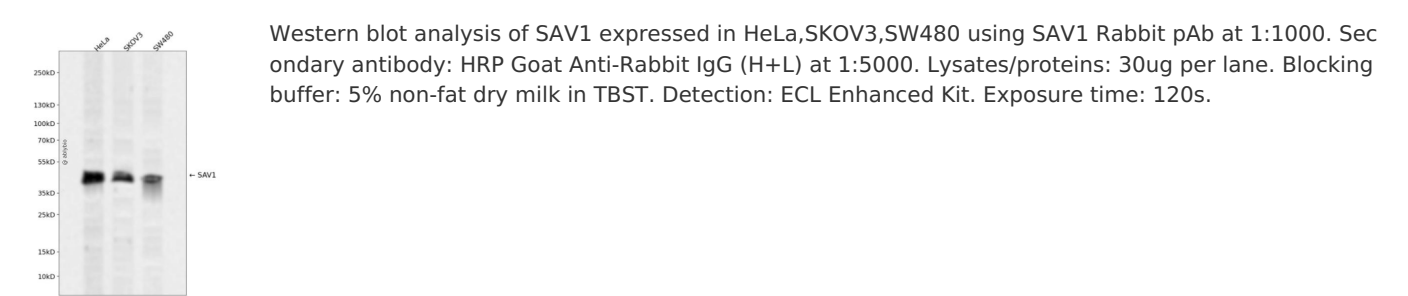 HeLa
SKOV3
SW480
250kD
130kD
100kD
70kD
55kD
35kD
25kD
15kD
10kD
@ ablybio
← SAV1
Western blot analysis of SAV1 expressed in HeLa,SKOV3,SW480 using SAV1 Rabbit pAb at 1:1000. Sec
ondary antibody: HRP Goat Anti-Rabbit IgG (H+L) at 1:5000. Lysates/proteins: 30ug per lane. Blocking
buffer: 5% non-fat dry milk in TBST. Detection: ECL Enhanced Kit. Exposure time: 120s.